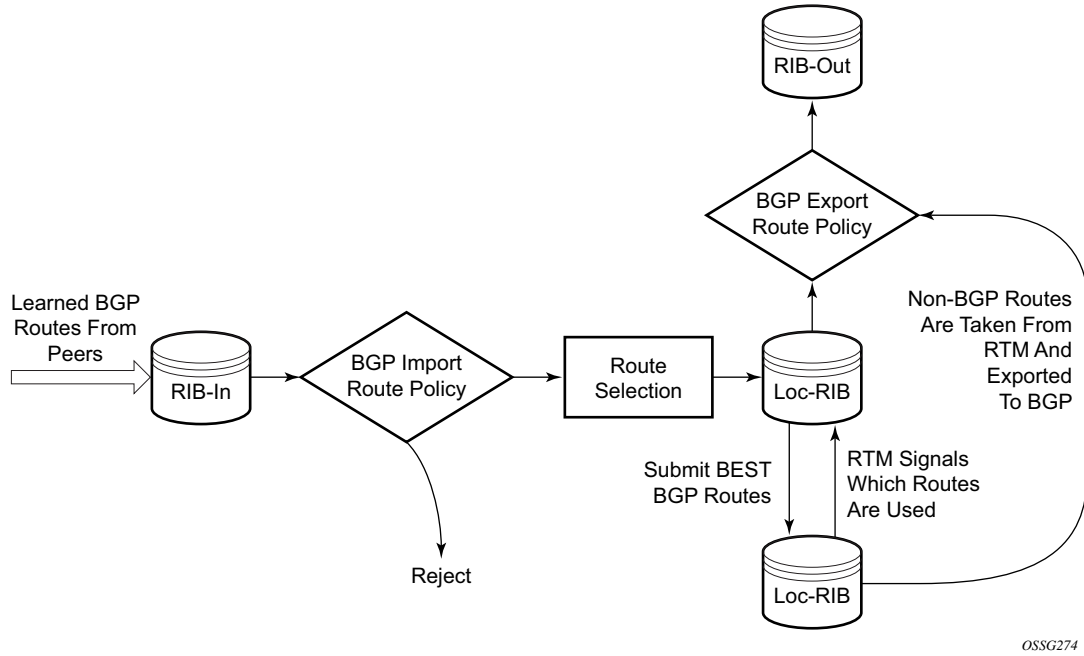 RIB-Out
BGP Export
Route Policy
Learned BGP
Routes From
Peers
RIB-In
BGP Import
Route Policy
Reject
Route
Selection
Loc-RIB
Non-BGP Routes
Are Taken From
RTM And
Exported
To BGP
Submit BEST
BGP Routes
RTM Signals
Which Routes
Are Used
Loc-RIB
OSSG274